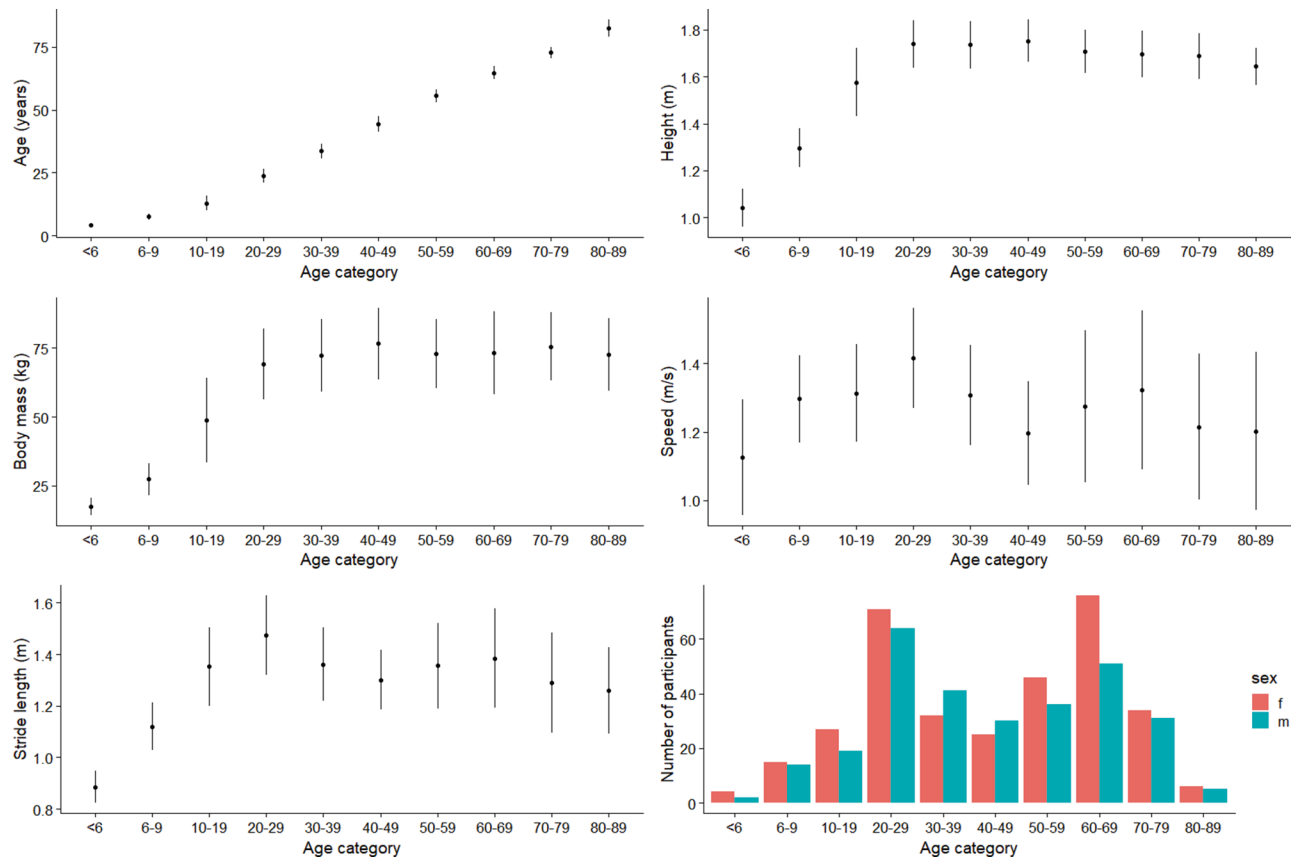 Age (years)
75
50
25
0
<6 6-9 10-19 20-29 30-39 40-49 50-59 60-69 70-79 80-89
Age category
Height (m)
1.8
1.6
1.4
1.2
1.0
<6 6-9 10-19 20-29 30-39 40-49 50-59 60-69 70-79 80-89
Age category
Body mass (kg)
75
50
25
<6 6-9 10-19 20-29 30-39 40-49 50-59 60-69 70-79 80-89
Age category
Speed (m/s)
1.4
1.2
1.0
<6 6-9 10-19 20-29 30-39 40-49 50-59 60-69 70-79 80-89
Age category
Stride length (m)
1.6
1.4
1.2
1.0
0.8
<6 6-9 10-19 20-29 30-39 40-49 50-59 60-69 70-79 80-89
Age category
Number of participants
60
40
20
0
<6 6-9 10-19 20-29 30-39 40-49 50-59 60-69 70-79 80-89
Age category
sex
f
m